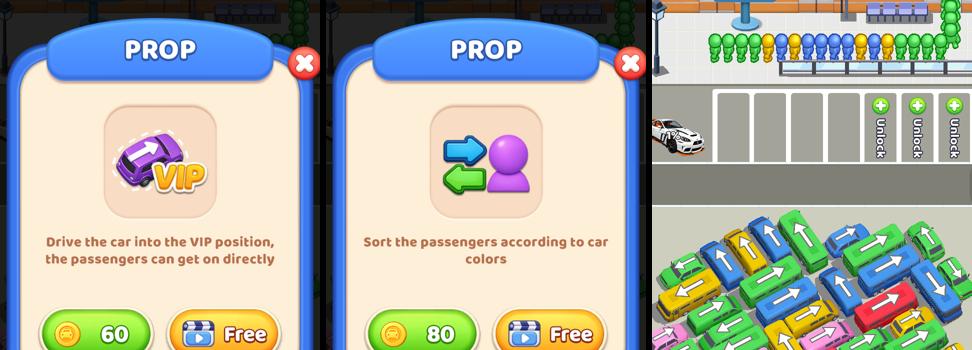 PROP
VIP
Drive the car into the VIP position,
the passengers can get on directly
60
Free
PROP
Sort the passengers according to car
colors
80
Free
Unlock
Unlock
Unlock